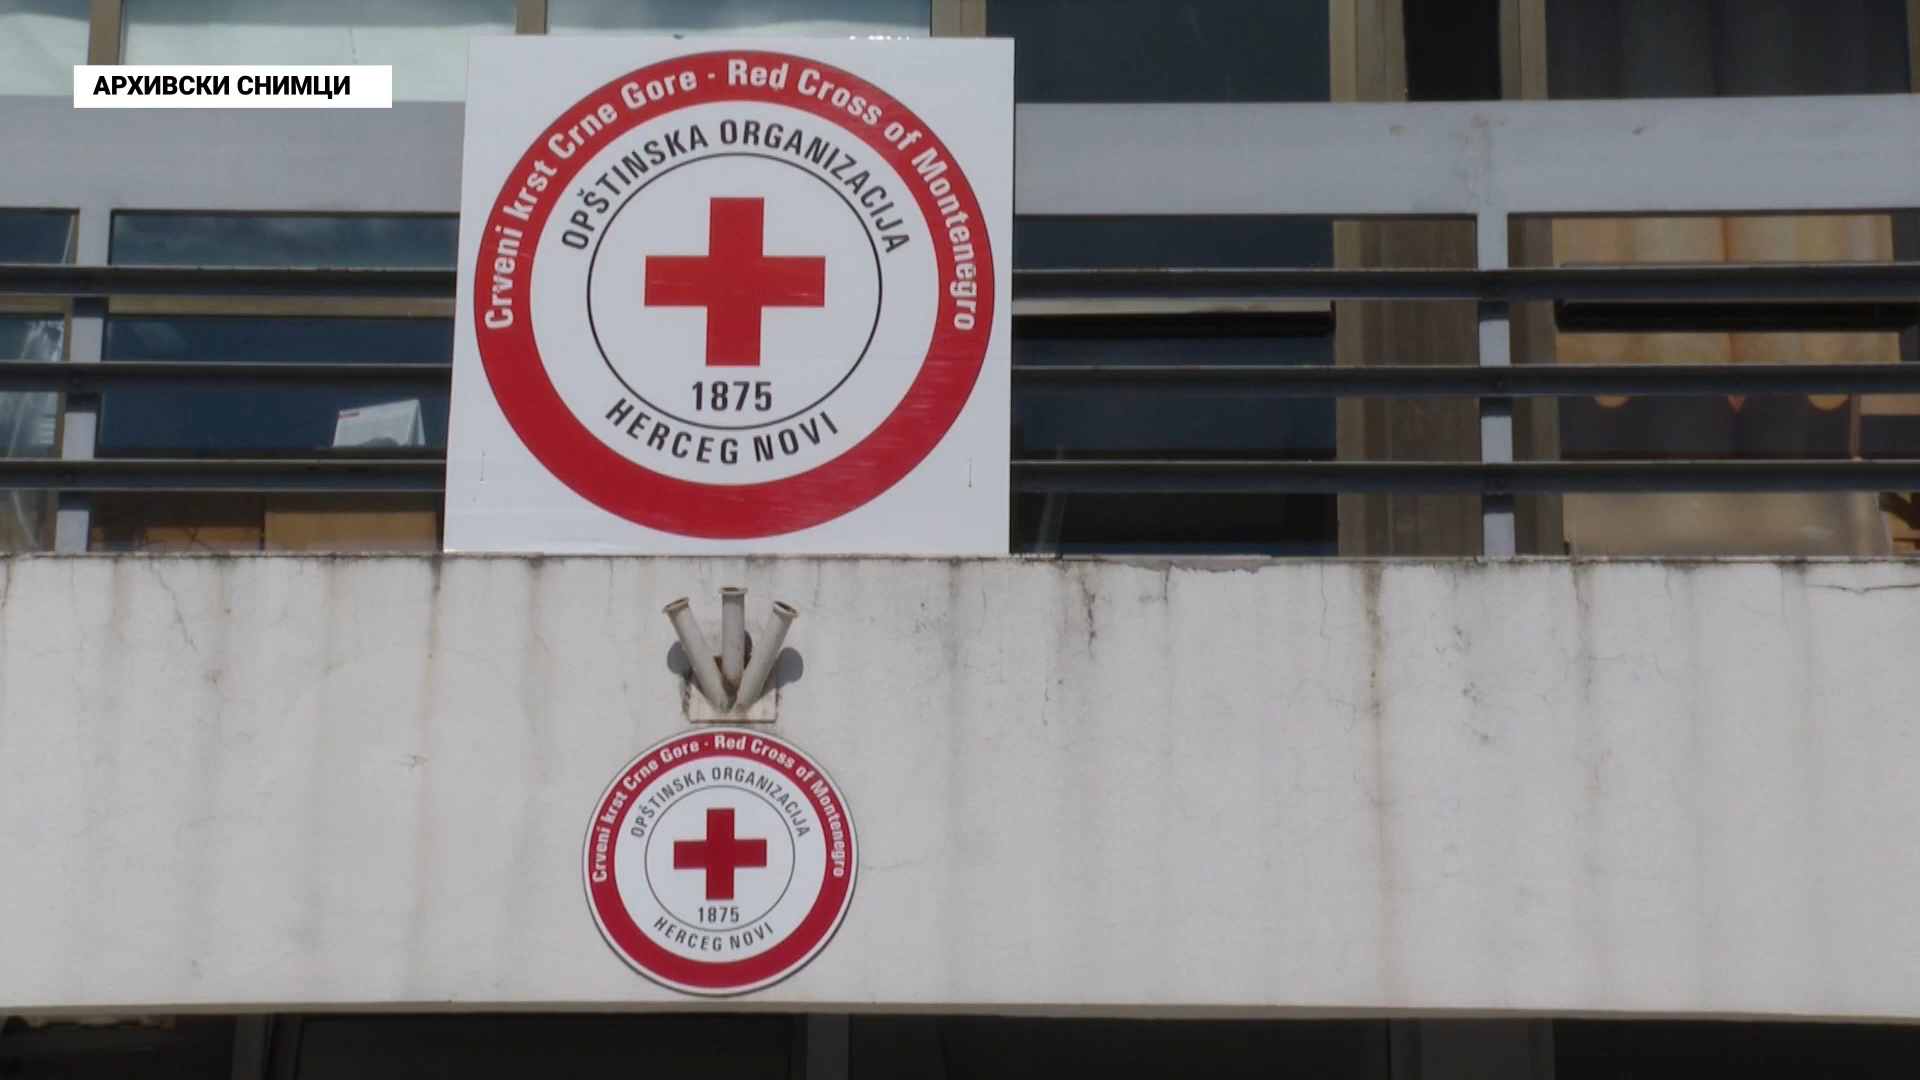 АРХИВСКИ СНИМЦИ
Crveni krst Crne Gore · Red Cross of Montenegro
OPŠTINSKA ORGANIZACIJA
1875
HERCEG NOVI
Crveni krst Crne Gore · Red Cross of Montenegro
OPŠTINSKA ORGANIZACIJA
1875
HERCEG NOVI